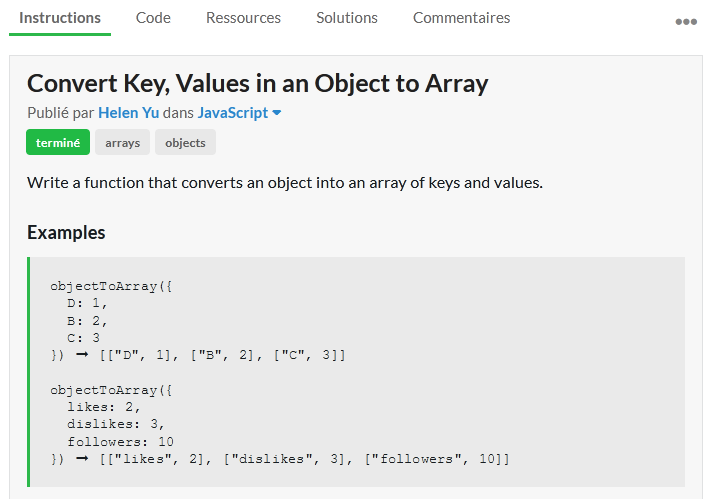 Instructions Code Ressources Solutions Commentaires
Convert Key, Values in an Object to Array
Publié par Helen Yu dans JavaScript
terminé arrays objects
Write a function that converts an object into an array of keys and values.
Examples
objectToArray({
  D: 1,
  B: 2,
  C: 3
}) ➞ [["D", 1], ["B", 2], ["C", 3]]
objectToArray({
  likes: 2,
  dislikes: 3,
  followers: 10
}) ➞ [["likes", 2], ["dislikes", 3], ["followers", 10]]